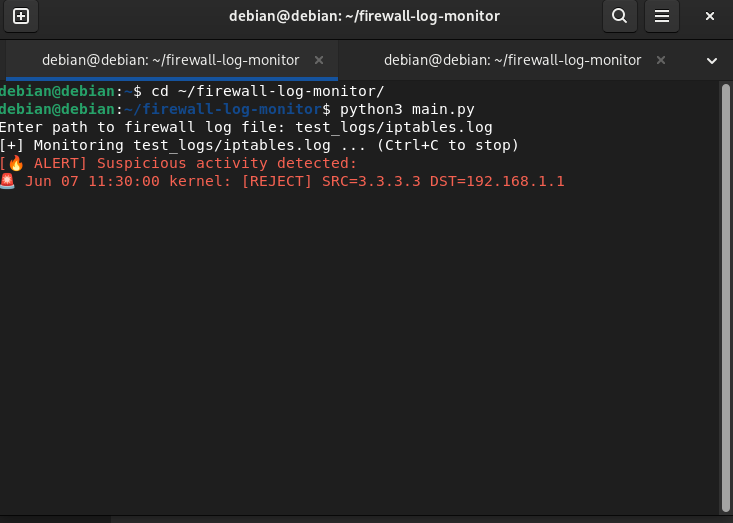 debian@debian: ~/firewall-log-monitor
debian@debian: ~/firewall-log-monitor × debian@debian: ~/firewall-log-monitor ×
debian@debian:~$ cd ~/firewall-log-monitor/
debian@debian:~/firewall-log-monitor$ python3 main.py
Enter path to firewall log file: test_logs/iptables.log
[+] Monitoring test_logs/iptables.log ... (Ctrl+C to stop)
[🔥 ALERT] Suspicious activity detected:
🚨 Jun 07 11:30:00 kernel: [REJECT] SRC=3.3.3.3 DST=192.168.1.1